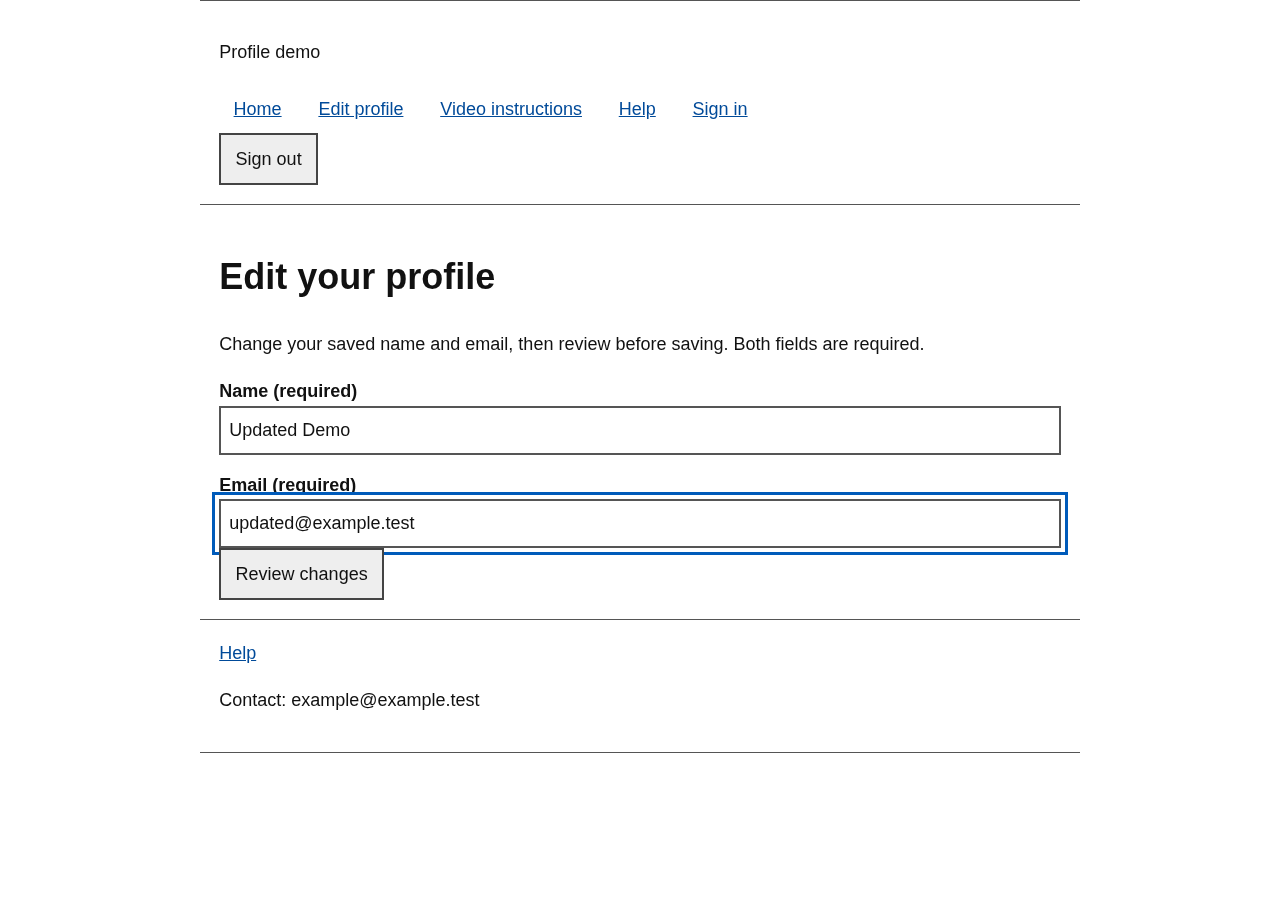 Profile demo
Home Edit profile Video instructions Help Sign in
Sign out
Edit your profile
Change your saved name and email, then review before saving. Both fields are required.
Name (required)
Updated Demo
Email (required)
updated@example.test
Review changes
Help
Contact: example@example.test